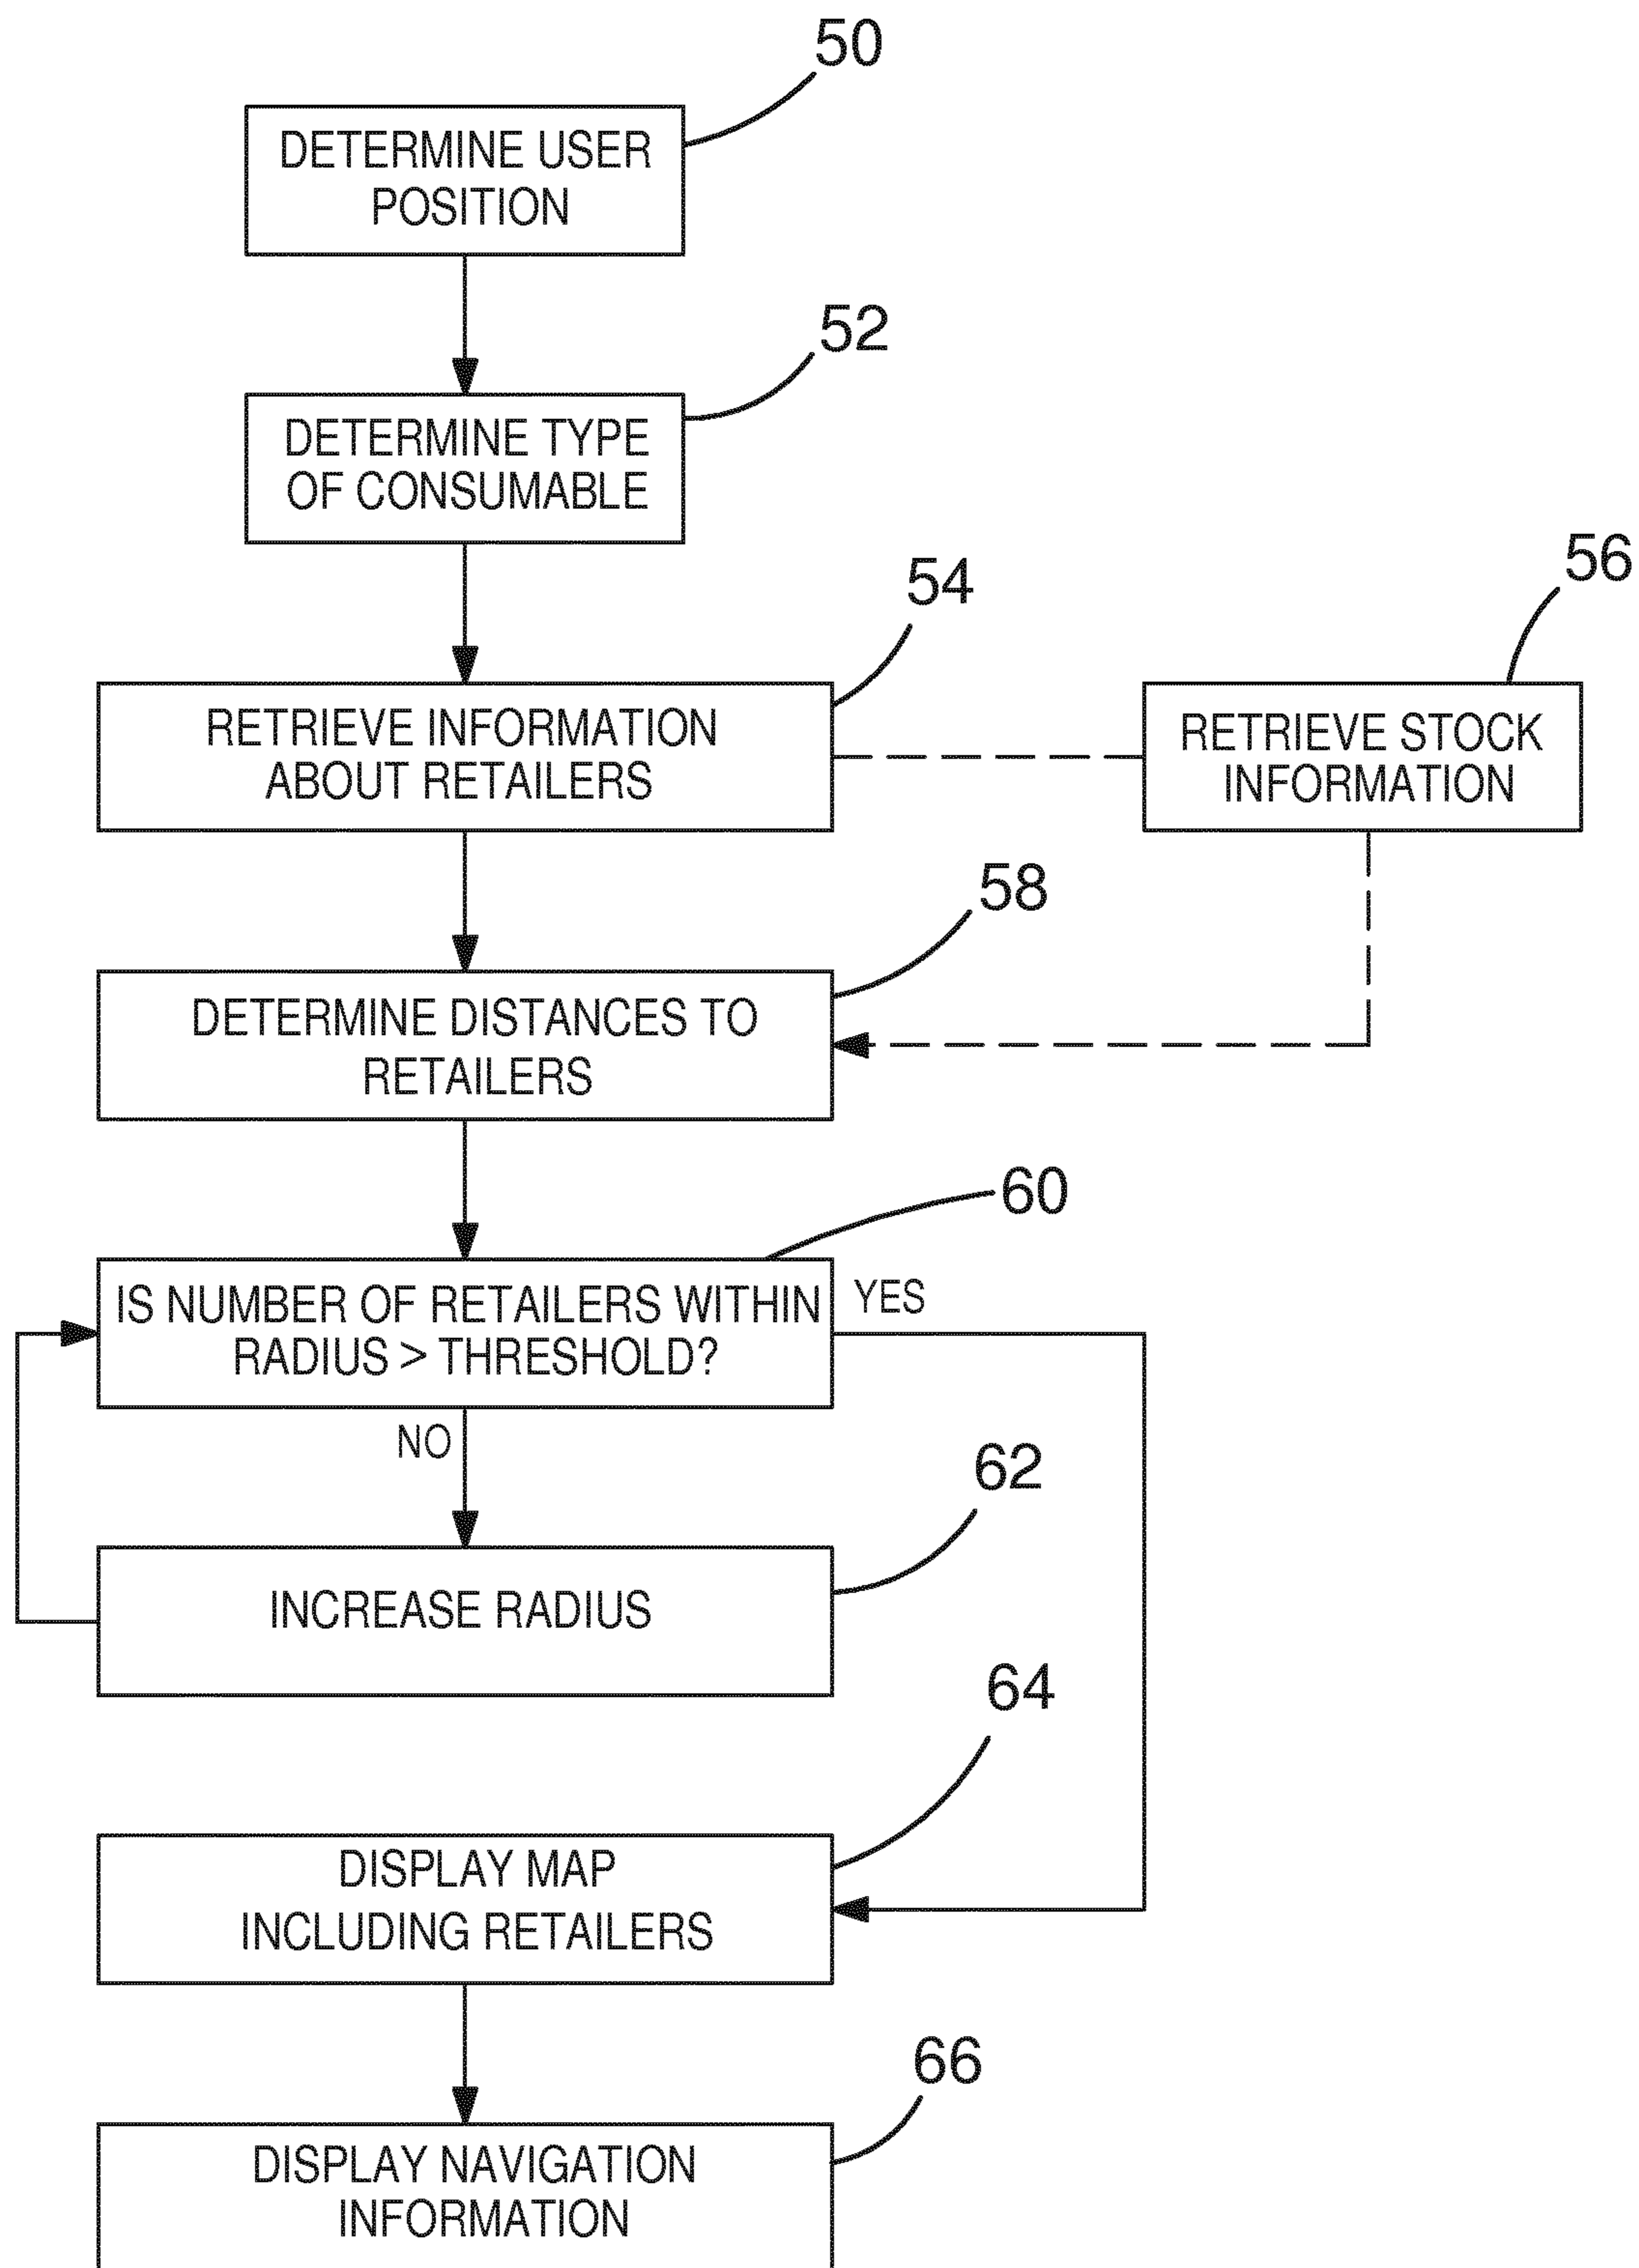 50
DETERMINE USER
POSITION
52
DETERMINE TYPE
OF CONSUMABLE
54
RETRIEVE INFORMATION
ABOUT RETAILERS
56
RETRIEVE STOCK
INFORMATION
58
DETERMINE DISTANCES TO
RETAILERS
60
IS NUMBER OF RETAILERS WITHIN
RADIUS > THRESHOLD?
YES
NO
62
INCREASE RADIUS
64
DISPLAY MAP
INCLUDING RETAILERS
66
DISPLAY NAVIGATION
INFORMATION